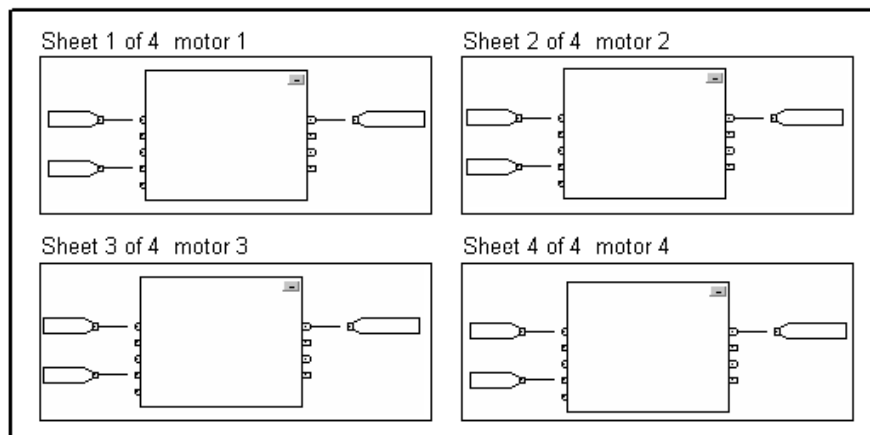 Sheet 1 of 4 motor 1
Sheet 2 of 4 motor 2
Sheet 3 of 4 motor 3
Sheet 4 of 4 motor 4